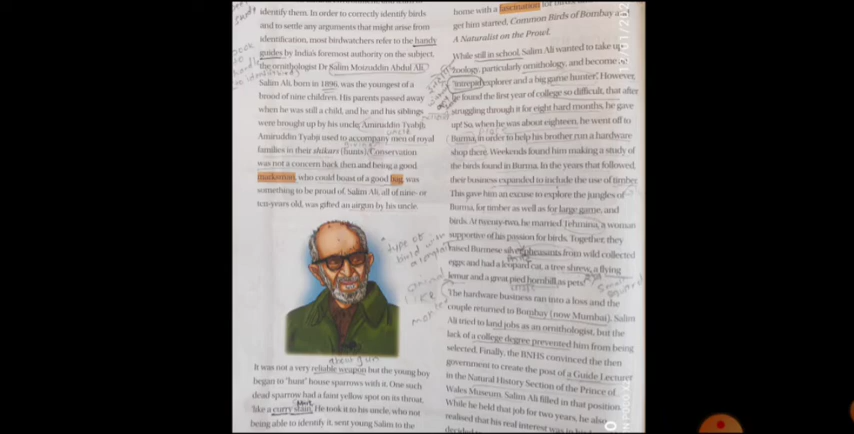 identify them. In order to correctly identify birds
and to settle any arguments that might arise from
identification, most birdwatchers refer to the handy
guides by India's foremost authority on the subject.
the ornithologist Dr Salim Moizuddin Abdul Ali.
Salim Ali, born in 1896, was the youngest of a
brood of nine children. His parents passed away
when he was still a child, and he and his siblings
were brought up by his uncle, Amiruddin Tyabji.
uncle
Amiruddin Tyabji used to accompany men of royal
families in their shikars (hunts). Conservation
was not a concern back then and being a good
marksman, who could boast of a good bag, was
something to be proud of. Salim Ali, all of nine- or
ten-years old, was gifted an airgun by his uncle.
type of
bird with
a long tail
animal
like
about gun
It was not a very reliable weapon but the young boy
began to "hunt" house sparrows with it. One such
dead sparrow had a faint yellow spot on its throat,
like a curry stain. He took it to his uncle, who not
being able to identify it, sent young Salim to the
home with a fascination for
get him started. Common Birds of Bombay
A Naturalist on the Prowl.
While still in school, Salim Ali wanted to take up
zoology, particularly ornithology, and become
'intrepid explorer and a big game hunter'. However,
he found the first year of college so difficult, that after
struggling through it for eight hard months, he gave
up! So, when he was about eighteen, he went off to
Burma, in order to help his brother run a hardware
shop there. Weekends found him making a study of
the birds found in Burma. In the years that followed,
their business expanded to include the use of timber.
This gave him an excuse to explore the jungles of
Burma, for timber as well as for large game, and
birds. At twenty-two, he married Tehmina, a woman
supportive of his passion for birds. Together, they
raised Burmese silver pheasants from wild collected
eggs, and had a leopard cat, a tree shrew, a flying
lemur and a great pied hornbill as pets!
small
squirrel
The hardware business ran into a loss and the
couple returned to Bombay (now Mumbai). Salim
Ali tried to land jobs as an ornithologist, but the
lack of a college degree prevented him from being
selected. Finally, the BNHS convinced the then
government to create the post of a Guide Lecturer
in the Natural History Section of the Prince of
Wales Museum. Salim Ali filled in that position.
While he held that job for two years, he also
realised that his real interest was in
decided